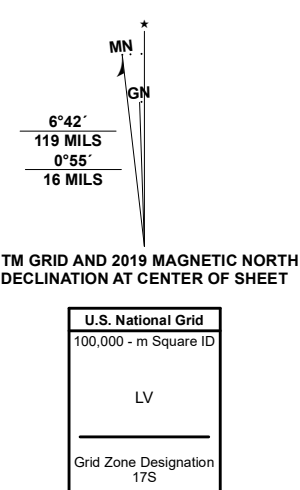 MN
GN
6°42´
119 MILS
0°55´
16 MILS
TM GRID AND 2019 MAGNETIC NORTH
DECLINATION AT CENTER OF SHEET
U.S. National Grid
100,000 - m Square ID
LV
Grid Zone Designation
17S